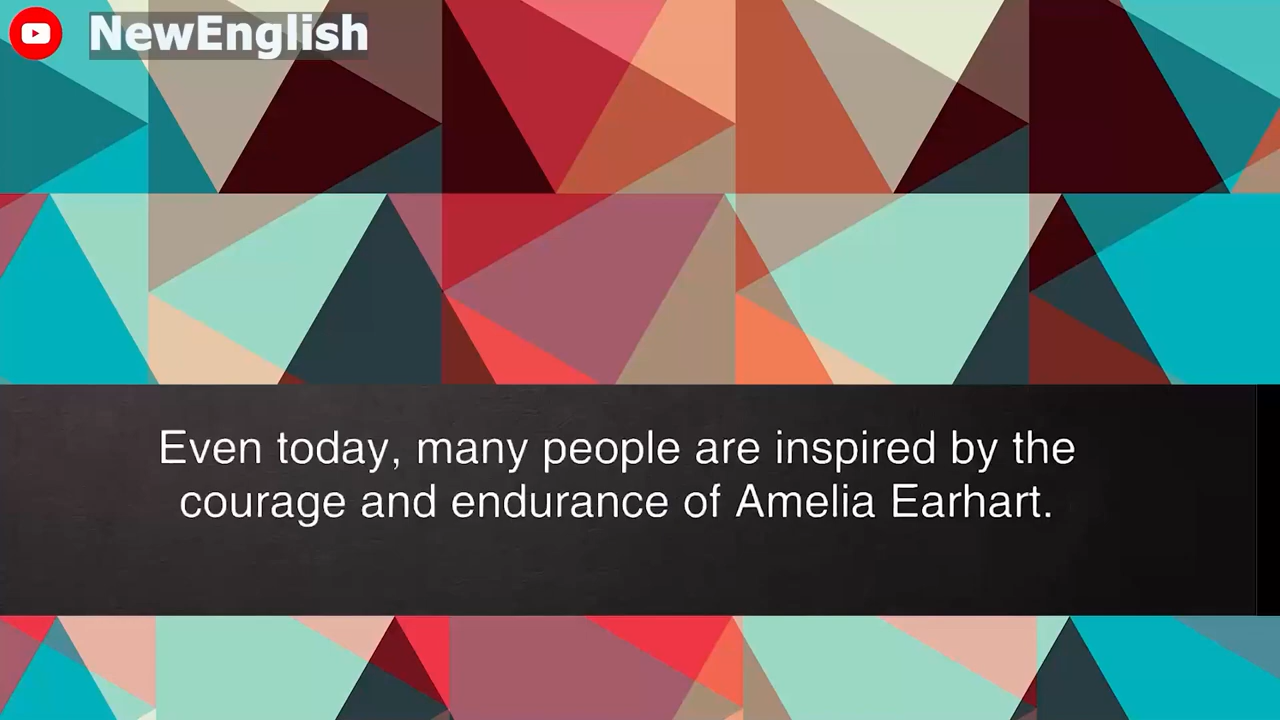 NewEnglish
Even today, many people are inspired by the
courage and endurance of Amelia Earhart.